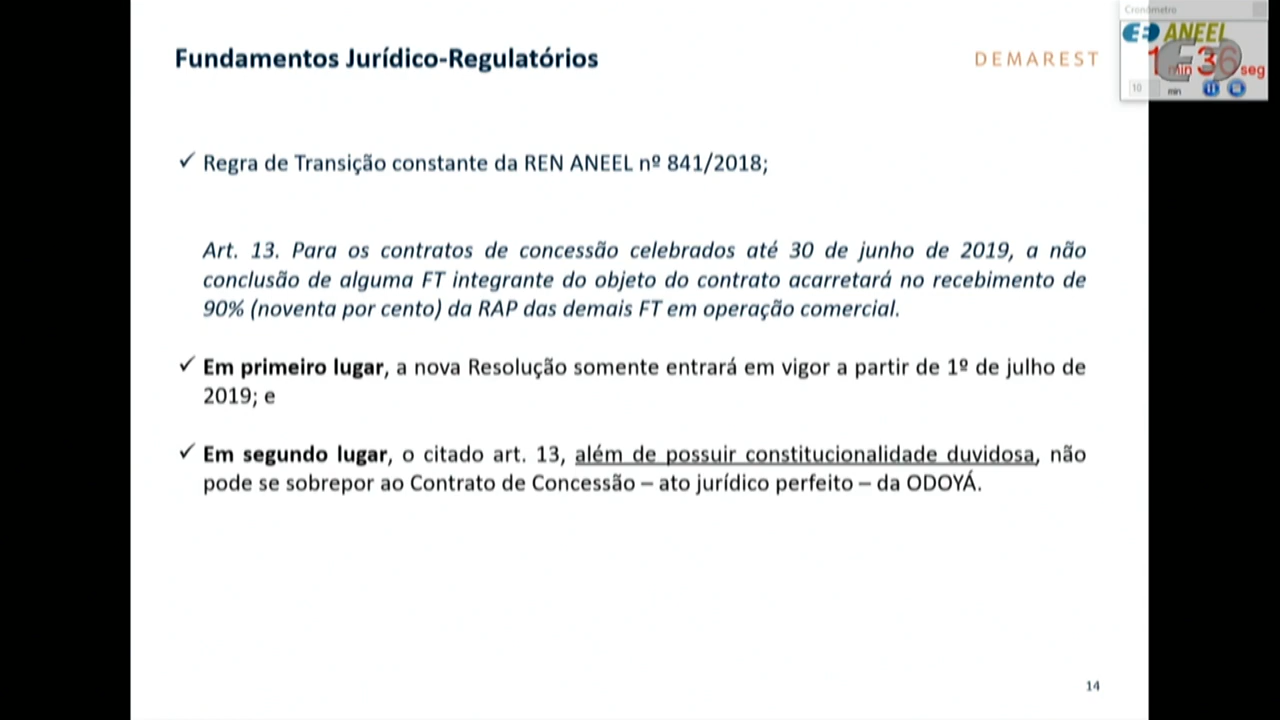 Cronômetro
Fundamentos Jurídico-Regulatórios
DEMAREST
ANEEL
1 min 36 seg
10 min
✓ Regra de Transição constante da REN ANEEL nº 841/2018;
Art. 13. Para os contratos de concessão celebrados até 30 de junho de 2019, a não
conclusão de alguma FT integrante do objeto do contrato acarretará no recebimento de
90% (noventa por cento) da RAP das demais FT em operação comercial.
✓ Em primeiro lugar, a nova Resolução somente entrará em vigor a partir de 1º de julho de
2019; e
✓ Em segundo lugar, o citado art. 13, além de possuir constitucionalidade duvidosa, não
pode se sobrepor ao Contrato de Concessão – ato jurídico perfeito – da ODOYÁ.
14